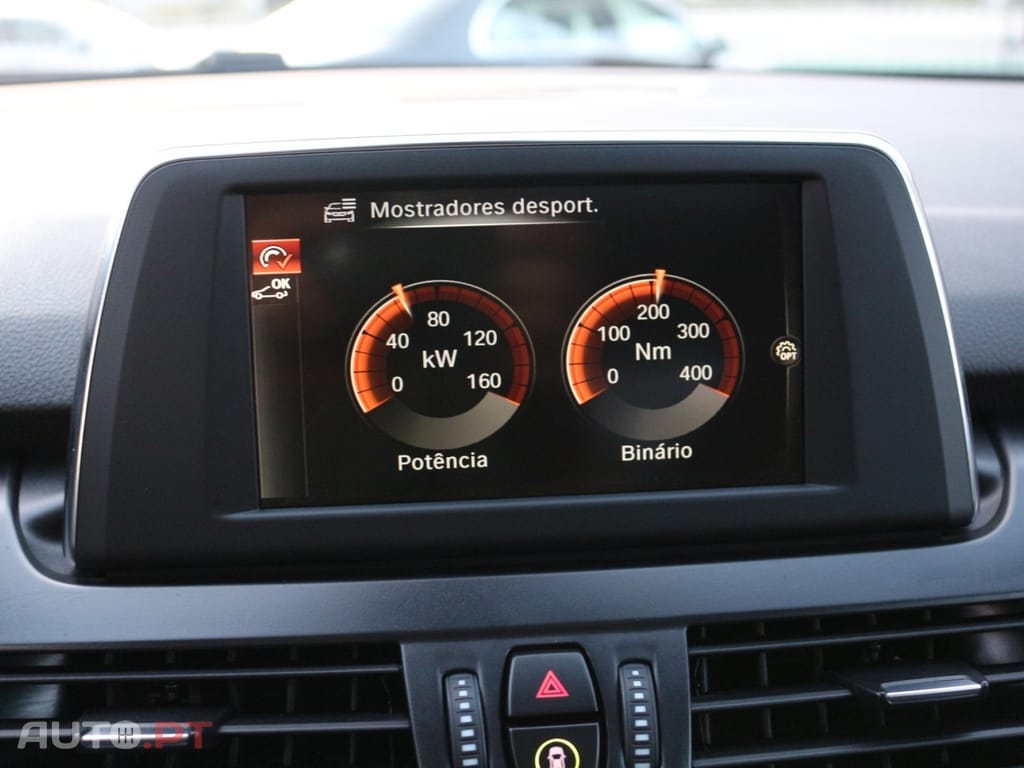 Mostradores desport.
OK
80
40
120
kW
0
160
Potência
200
100
300
Nm
0
400
Binário
OPT
AUTO.PT